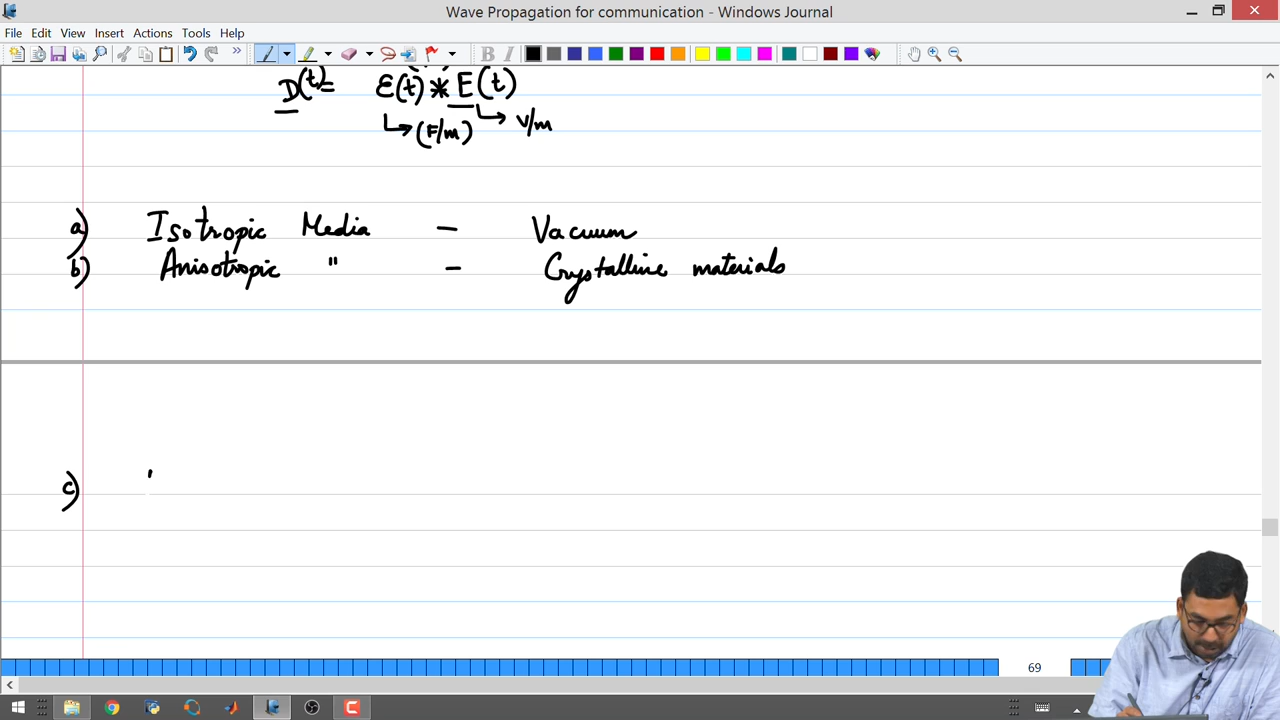 Wave Propagation for communication - Windows Journal
File Edit View Insert Actions Tools Help
D(t) = ε(t) * E(t)
(F/m) V/m
a) Isotropic Media - Vacuum
b) Anisotropic " - Crystalline materials
c)
69